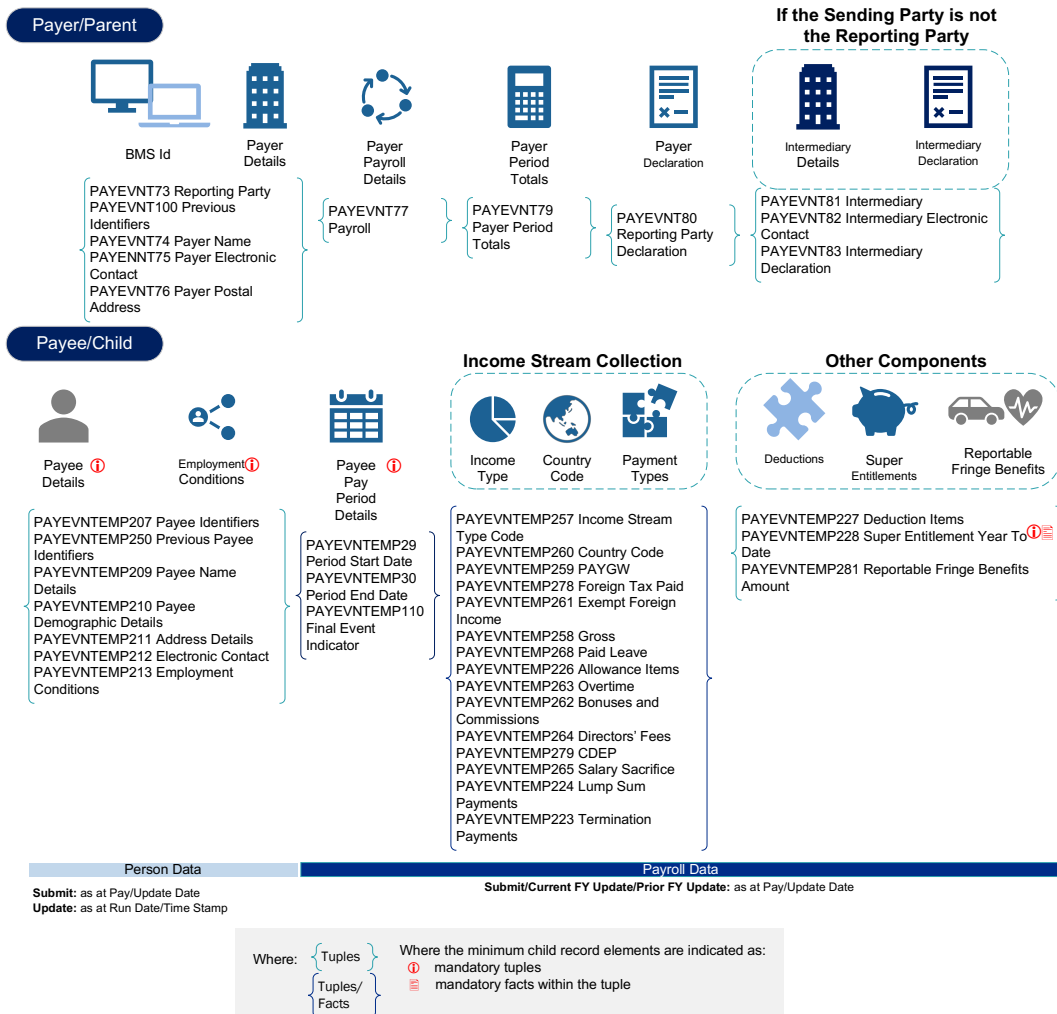 Payer/Parent
If the Sending Party is not
the Reporting Party
BMS Id
Payer
Details
Payer
Payroll
Details
Payer
Period
Totals
Payer
Declaration
Intermediary
Details
Intermediary
Declaration
PAYEVNT73 Reporting Party
PAYEVNT100 Previous
Identifiers
PAYEVNT74 Payer Name
PAYENNT75 Payer Electronic
Contact
PAYEVNT76 Payer Postal
Address
PAYEVNT77
Payroll
PAYEVNT79
Payer Period
Totals
PAYEVNT80
Reporting Party
Declaration
PAYEVNT81 Intermediary
PAYEVNT82 Intermediary Electronic
Contact
PAYEVNT83 Intermediary
Declaration
Payee/Child
Income Stream Collection
Other Components
Payee
Details
Employment
Conditions
Payee
Pay
Period
Details
Income
Type
Country
Code
Payment
Types
Deductions
Super
Entitlements
Reportable
Fringe Benefits
PAYEVNTEMP207 Payee Identifiers
PAYEVNTEMP250 Previous Payee
Identifiers
PAYEVNTEMP209 Payee Name
Details
PAYEVNTEMP210 Payee
Demographic Details
PAYEVNTEMP211 Address Details
PAYEVNTEMP212 Electronic Contact
PAYEVNTEMP213 Employment
Conditions
PAYEVNTEMP29
Period Start Date
PAYEVNTEMP30
Period End Date
PAYEVNTEMP110
Final Event
Indicator
PAYEVNTEMP257 Income Stream
Type Code
PAYEVNTEMP260 Country Code
PAYEVNTEMP259 PAYGW
PAYEVNTEMP278 Foreign Tax Paid
PAYEVNTEMP261 Exempt Foreign
Income
PAYEVNTEMP258 Gross
PAYEVNTEMP268 Paid Leave
PAYEVNTEMP226 Allowance Items
PAYEVNTEMP263 Overtime
PAYEVNTEMP262 Bonuses and
Commissions
PAYEVNTEMP264 Directors' Fees
PAYEVNTEMP279 CDEP
PAYEVNTEMP265 Salary Sacrifice
PAYEVNTEMP224 Lump Sum
Payments
PAYEVNTEMP223 Termination
Payments
PAYEVNTEMP227 Deduction Items
PAYEVNTEMP228 Super Entitlement Year To
Date
PAYEVNTEMP281 Reportable Fringe Benefits
Amount
Person Data
Payroll Data
Submit: as at Pay/Update Date
Update: as at Run Date/Time Stamp
Submit/Current FY Update/Prior FY Update: as at Pay/Update Date
Where:
Tuples
Tuples/
Facts
Where the minimum child record elements are indicated as:
mandatory tuples
mandatory facts within the tuple